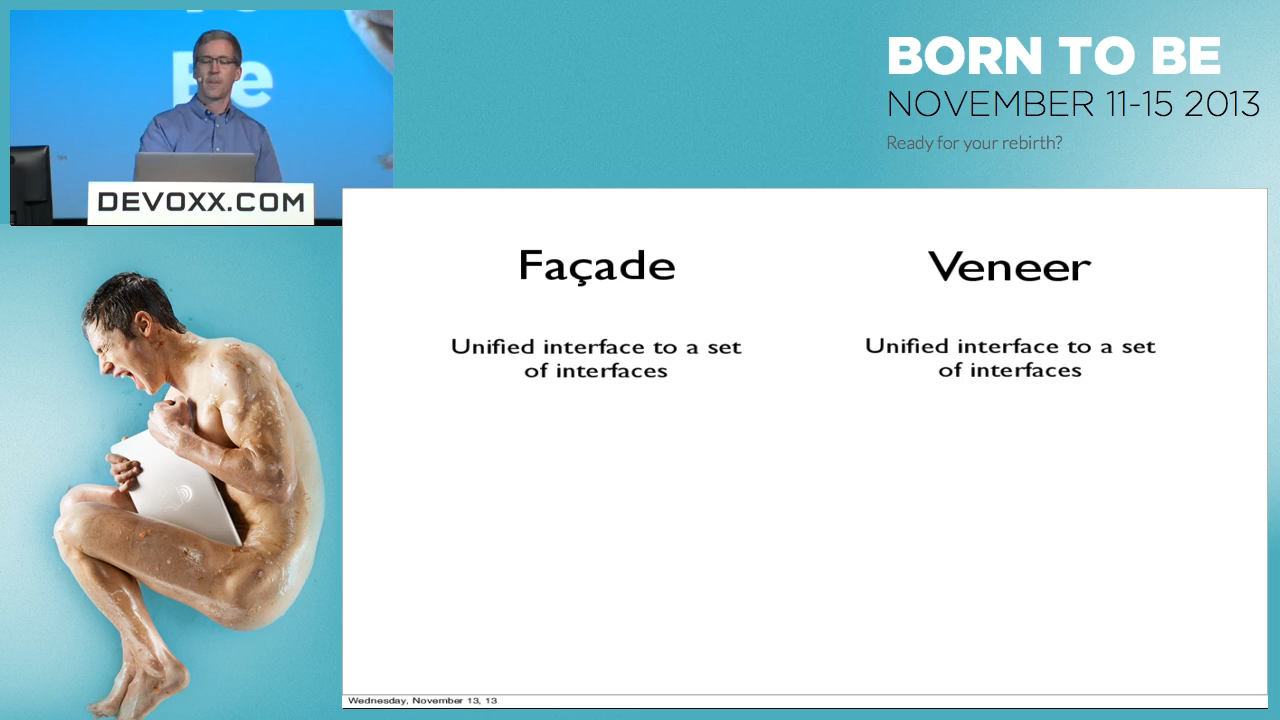 Be
DEVOXX.COM
BORN TO BE
NOVEMBER 11-15 2013
Ready for your rebirth?
Façade
Veneer
Unified interface to a set
of interfaces
Unified interface to a set
of interfaces
Wednesday, November 13, 13